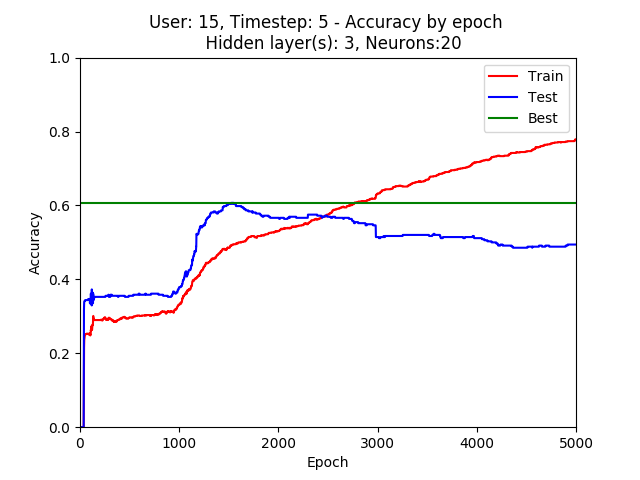 User: 15, Timestep: 5 - Accuracy by epoch
Hidden layer(s): 3, Neurons:20
Train
Test
Best
Accuracy
1.0
0.8
0.6
0.4
0.2
0.0
0 1000 2000 3000 4000 5000
Epoch